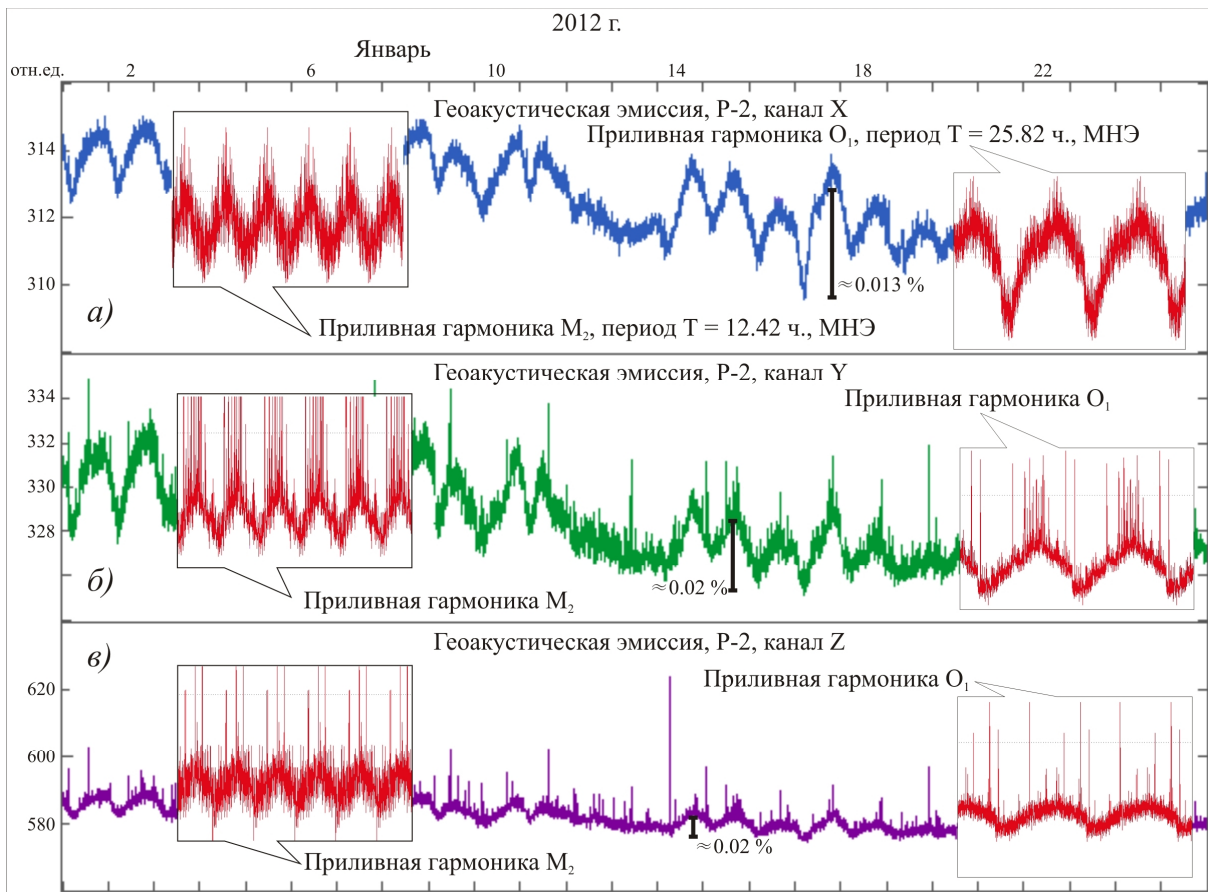 2012 г.
Январь
отн.ед. 2 6 10 14 18 22
314
312
310
Геоакустическая эмиссия, Р-2, канал X
Приливная гармоника O₁, период T = 25.82 ч., МНЭ
≈0.013 %
а)
Приливная гармоника M₂, период T = 12.42 ч., МНЭ
334
332
330
328
Геоакустическая эмиссия, Р-2, канал Y
Приливная гармоника O₁
≈0.02 %
б)
Приливная гармоника M₂
620
600
580
в)
Геоакустическая эмиссия, Р-2, канал Z
Приливная гармоника O₁
≈0.02 %
Приливная гармоника M₂